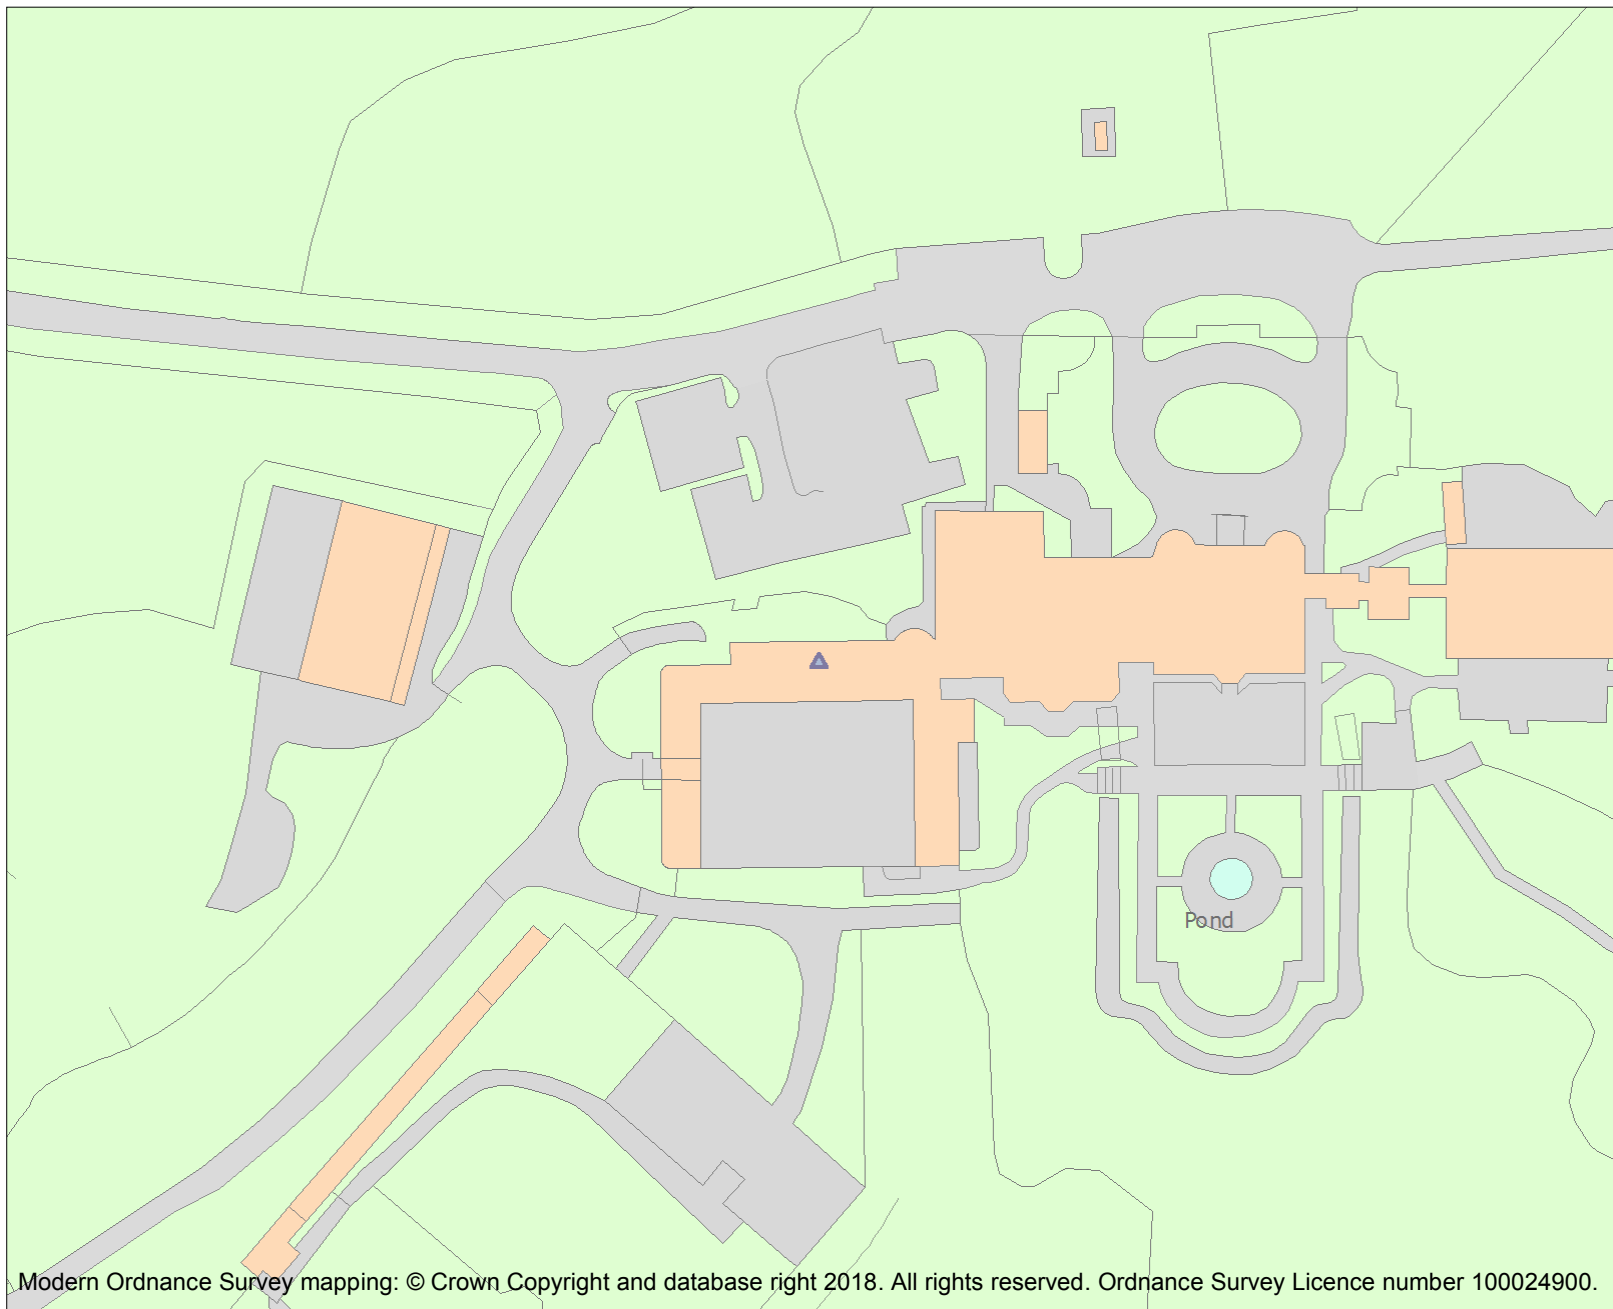 Pond
Modern Ordnance Survey mapping: © Crown Copyright and database right 2018. All rights reserved. Ordnance Survey Licence number 100024900.